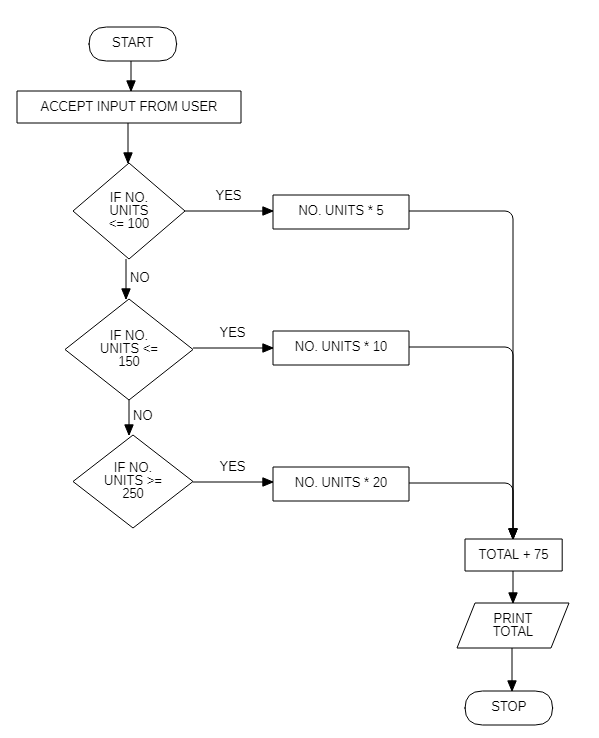 START
ACCEPT INPUT FROM USER
IF NO.
UNITS
<= 100
YES
NO. UNITS * 5
NO
IF NO.
UNITS <=
150
YES
NO. UNITS * 10
NO
IF NO.
UNITS >=
250
YES
NO. UNITS * 20
TOTAL + 75
PRINT
TOTAL
STOP